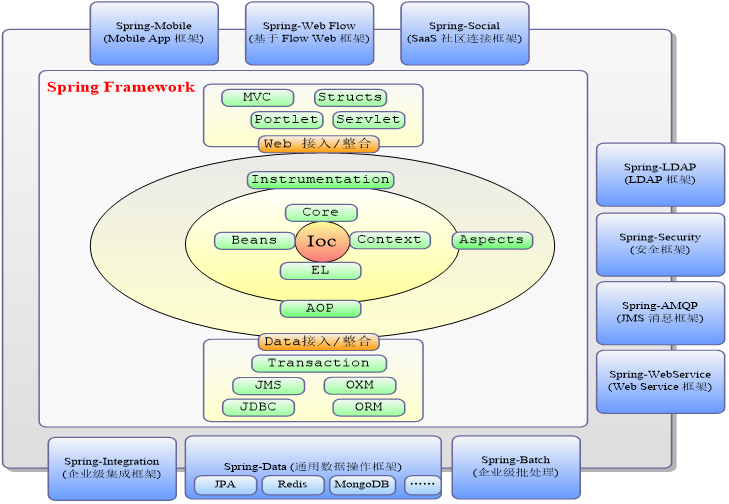 Spring-Mobile
(Mobile App 框架)
Spring-Web Flow
(基于 Flow Web 框架)
Spring-Social
(SaaS 社区连接框架)
Spring Framework
MVC
Structs
Portlet
Servlet
Web 接入/整合
Instrumentation
Core
Beans
Ioc
Context
Aspects
EL
AOP
Data接入/整合
Transaction
JMS
OXM
JDBC
ORM
Spring-LDAP
(LDAP 框架)
Spring-Security
(安全框架)
Spring-AMQP
(JMS 消息框架)
Spring-WebService
(Web Service 框架)
Spring-Integration
(企业级集成框架)
Spring-Data (通用数据操作框架)
JPA
Redis
MongoDB
······
Spring-Batch
(企业级批处理)